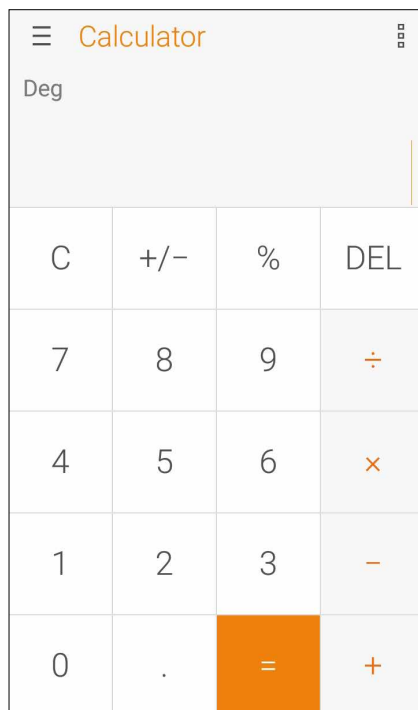 Calculator
Deg
C +/− % DEL
7 8 9 ÷
4 5 6 ×
1 2 3 −
0 . = +